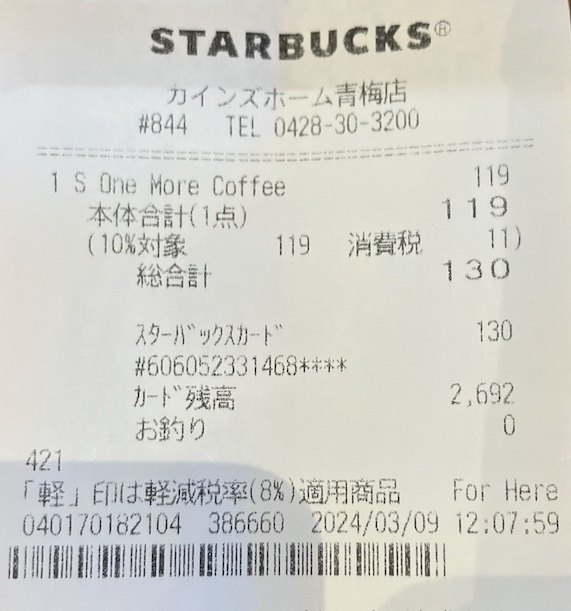 STARBUCKS®
カインズホーム青梅店
#844 TEL 0428-30-3200
1 S One More Coffee 119
本体合計(1点) 119
(10%対象 119 消費税 11)
総合計 130
ｽﾀｰﾊﾞｯｸｽｶｰﾄﾞ 130
#606052331468****
ｶｰﾄﾞ残高 2,692
お釣り 0
421
「軽」印は軽減税率(8%)適用商品 For Here
040170182104 386660 2024/03/09 12:07:59